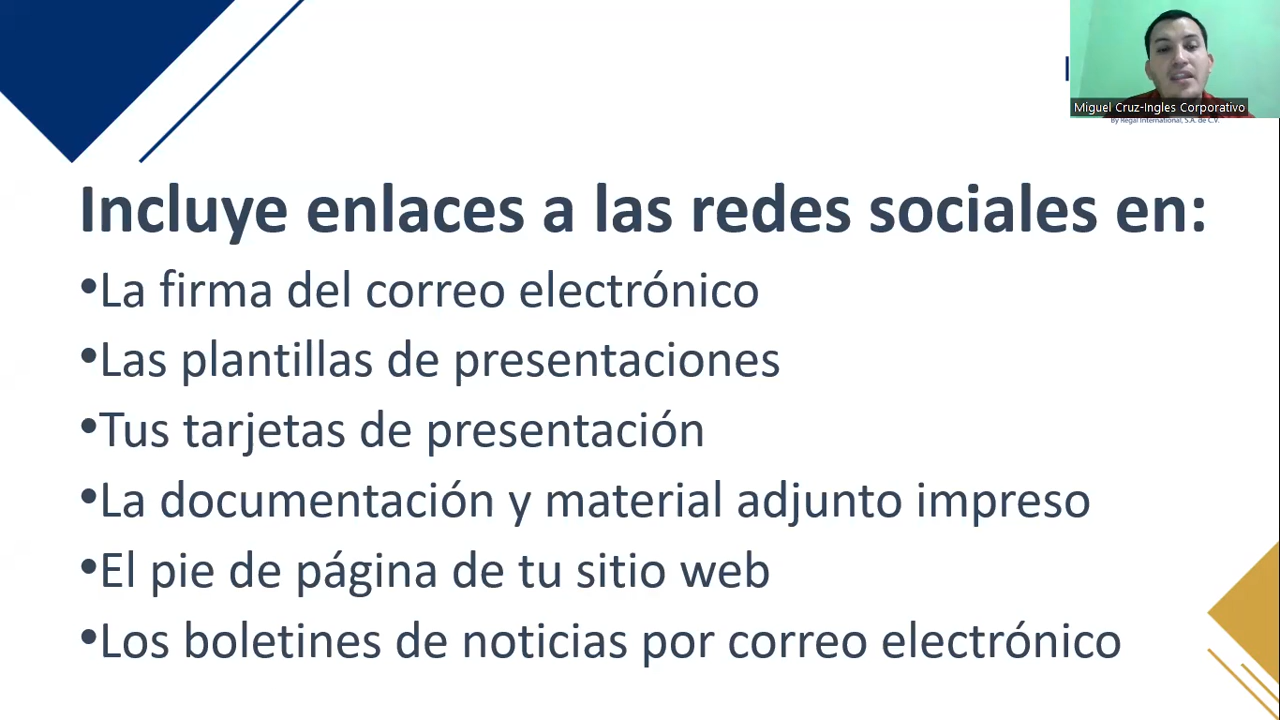 Miguel Cruz-Ingles Corporativo
By Regal International, S.A. de C.V.
Incluye enlaces a las redes sociales en:
•La firma del correo electrónico
•Las plantillas de presentaciones
•Tus tarjetas de presentación
•La documentación y material adjunto impreso
•El pie de página de tu sitio web
•Los boletines de noticias por correo electrónico